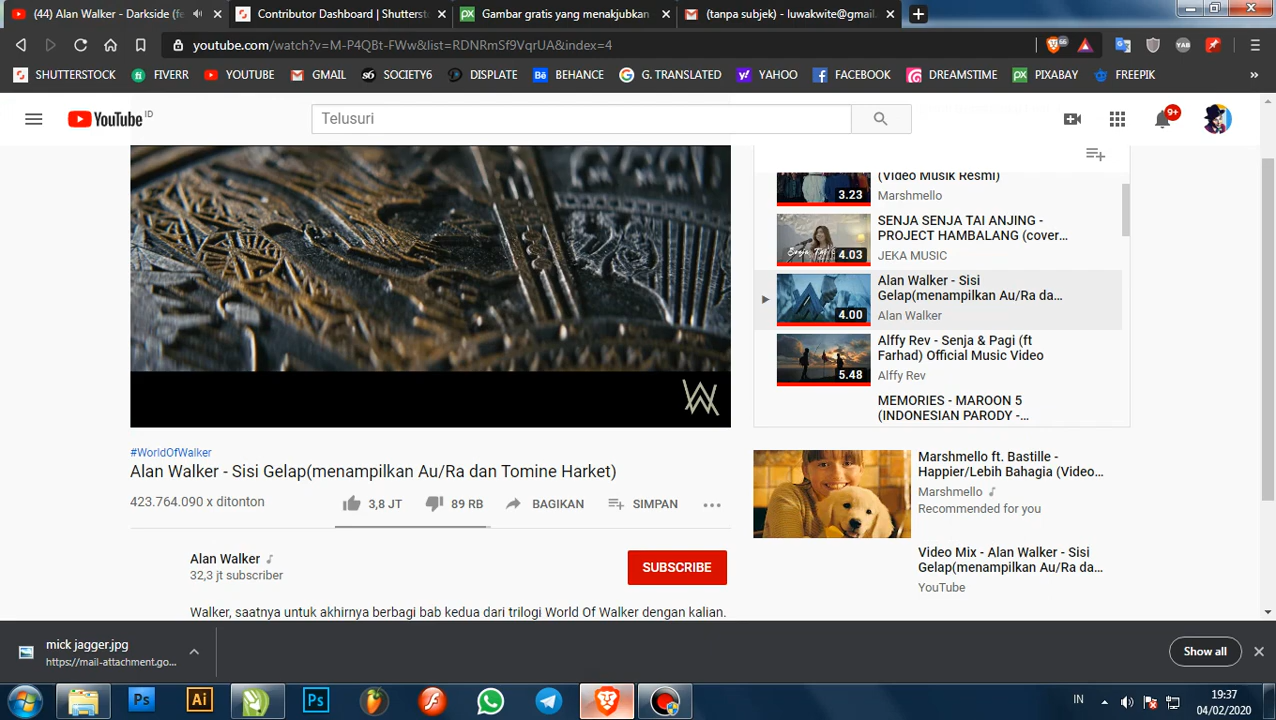 (44) Alan Walker - Darkside (fe
Contributor Dashboard | Shutterst
Gambar gratis yang menakjubkan
(tanpa subjek) - luwakwite@gmail.
youtube.com/watch?v=M-P4QBt-FWw&list=RDNRmSf9VqrUA&index=4
SHUTTERSTOCK FIVERR YOUTUBE GMAIL SOCIETY6 DISPLATE BEHANCE G. TRANSLATED YAHOO FACEBOOK DREAMSTIME PIXABAY FREEPIK
YouTube ID
Telusuri
9+
(Video Musik Resmi)
Marshmello
3.23
SENJA SENJA TAI ANJING -
PROJECT HAMBALANG (cover...
JEKA MUSIC
4.03
Alan Walker - Sisi
Gelap(menampilkan Au/Ra da...
Alan Walker
4.00
Alffy Rev - Senja & Pagi (ft
Farhad) Official Music Video
Alffy Rev
5.48
MEMORIES - MAROON 5
(INDONESIAN PARODY -...
#WorldOfWalker
Alan Walker - Sisi Gelap(menampilkan Au/Ra dan Tomine Harket)
423.764.090 x ditonton
3,8 JT 89 RB BAGIKAN SIMPAN
Alan Walker
32,3 jt subscriber
SUBSCRIBE
Walker, saatnya untuk akhirnya berbagi bab kedua dari trilogi World Of Walker dengan kalian.
Marshmello ft. Bastille -
Happier/Lebih Bahagia (Video...
Marshmello
Recommended for you
Video Mix - Alan Walker - Sisi
Gelap(menampilkan Au/Ra da...
YouTube
mick jagger.jpg
https://mail-attachment.go...
Show all
Ps Ai Ps
IN
19:37
04/02/2020